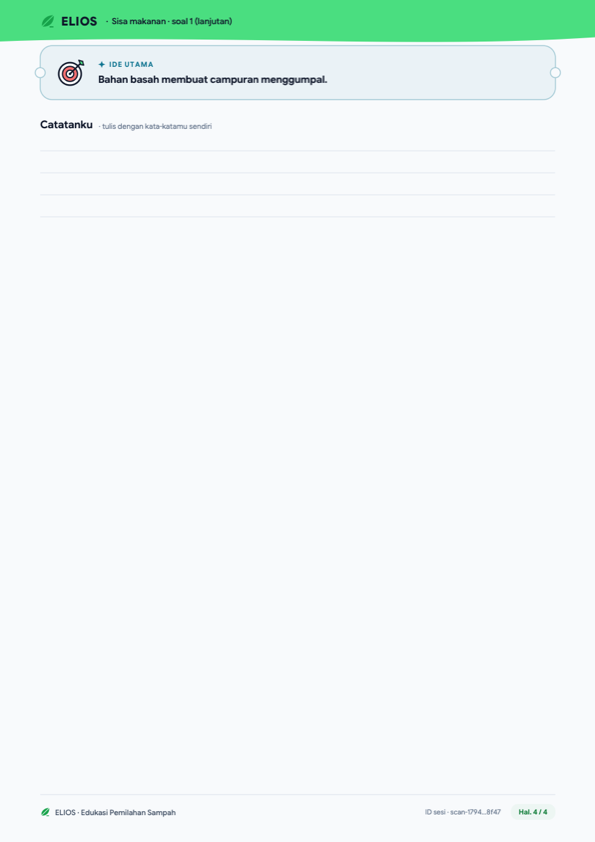 ELIOS · Sisa makanan · soal 1 (lanjutan)
IDE UTAMA
Bahan basah membuat campuran menggumpal.
Catatanku · tulis dengan kata-katamu sendiri
ELIOS · Edukasi Pemilahan Sampah ID sesi · scan-1794…8f47 Hal. 4 / 4